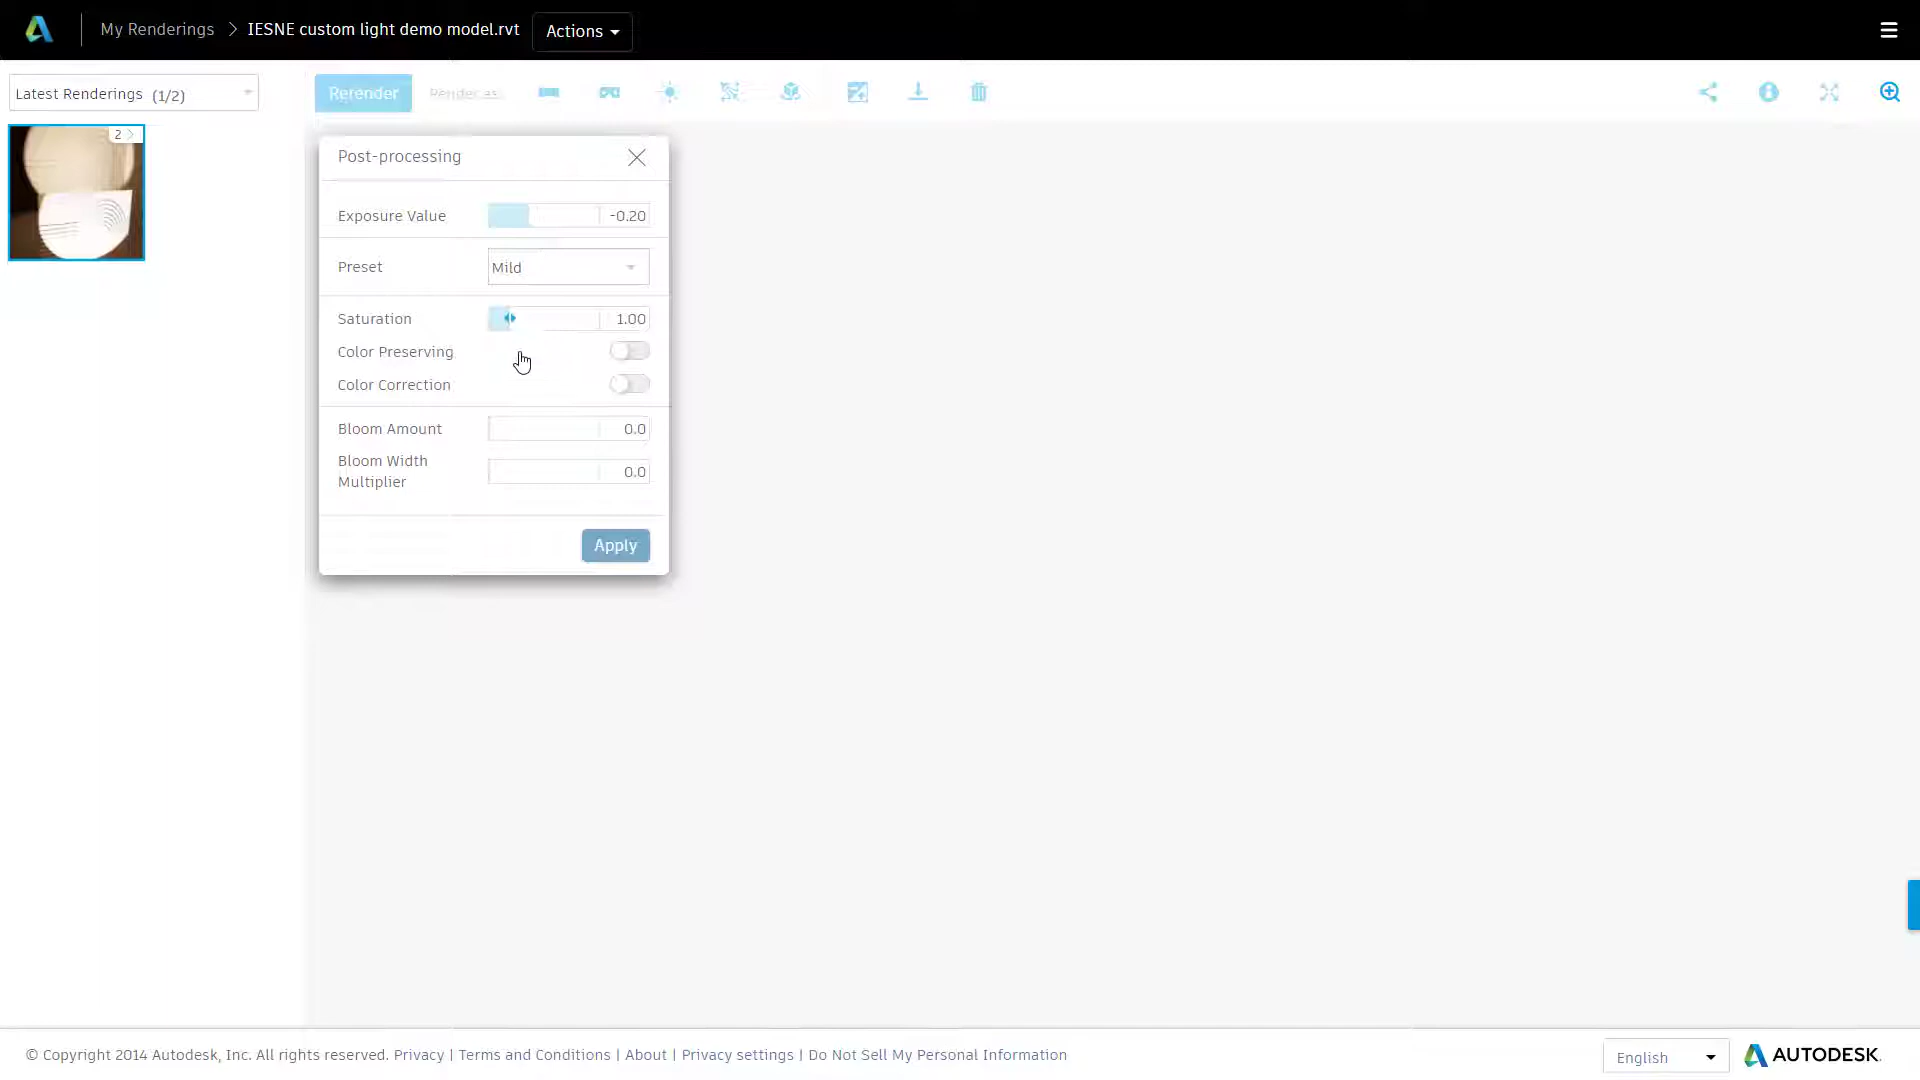 My Renderings > IESNE custom light demo model.rvt Actions
Latest Renderings (1/2)
Rerender Render as:
2 >
Post-processing
Exposure Value -0.20
Preset Mild
Saturation 1.00
Color Preserving
Color Correction
Bloom Amount 0.0
Bloom Width
Multiplier 0.0
Apply
© Copyright 2014 Autodesk, Inc. All rights reserved. Privacy | Terms and Conditions | About | Privacy settings | Do Not Sell My Personal Information
English
AUTODESK.